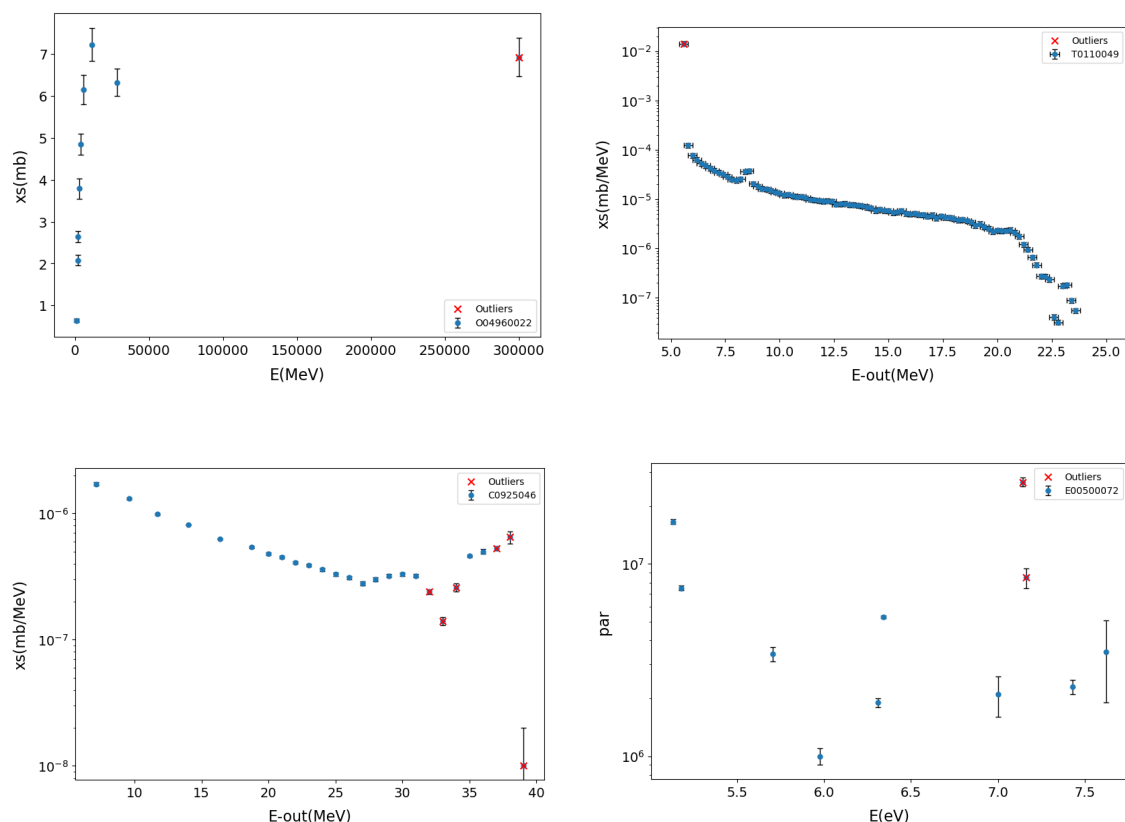 7
6
5
4
3
2
1
xs(mb)
Outliers
O04960022
0 50000 100000 150000 200000 250000 300000
E(MeV)
10⁻²
10⁻³
10⁻⁴
10⁻⁵
10⁻⁶
10⁻⁷
xs(mb/MeV)
Outliers
T0110049
5.0 7.5 10.0 12.5 15.0 17.5 20.0 22.5 25.0
E-out(MeV)
10⁻⁶
10⁻⁷
10⁻⁸
xs(mb/MeV)
Outliers
C0925046
10 15 20 25 30 35 40
E-out(MeV)
10⁷
10⁶
par
Outliers
E00500072
5.5 6.0 6.5 7.0 7.5
E(eV)